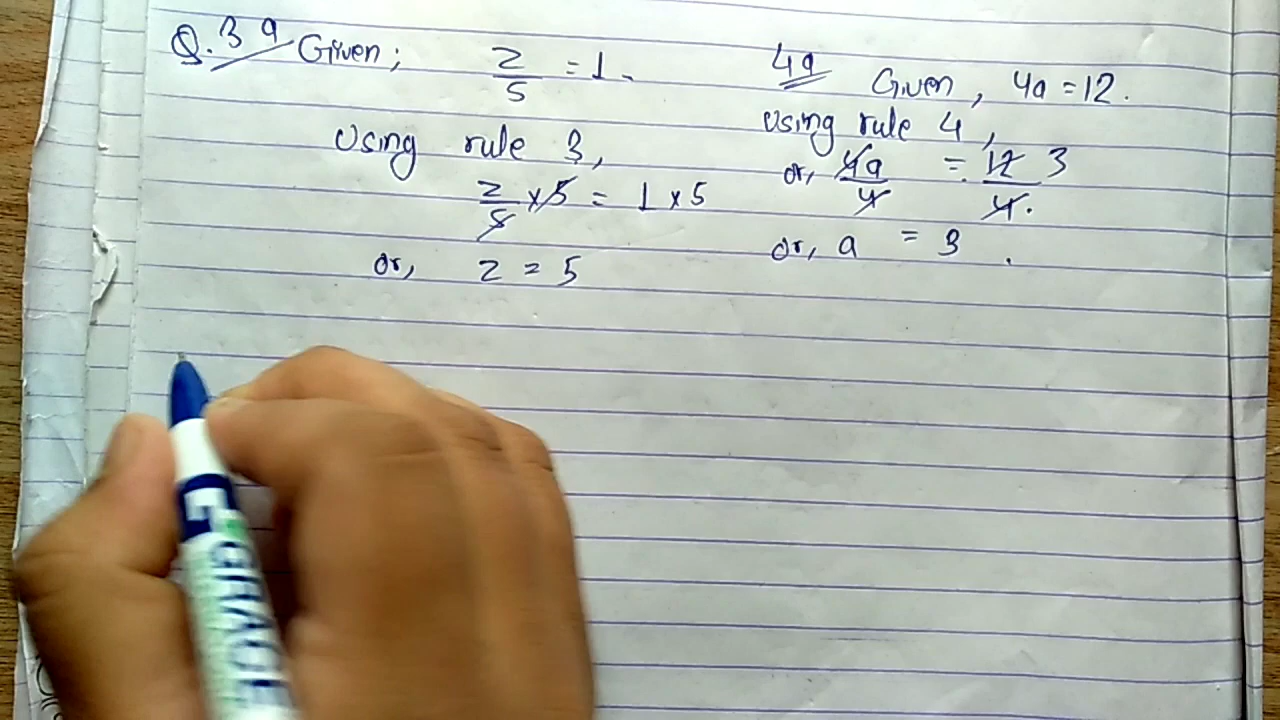 Q.3 a Given; z/5 = 1.
Using rule 3,
z/5 × 5 = 1 × 5
or, z = 5
4a Given, 4a = 12.
Using rule 4,
or, 4a/4 = 12/4 3
or, a = 3.